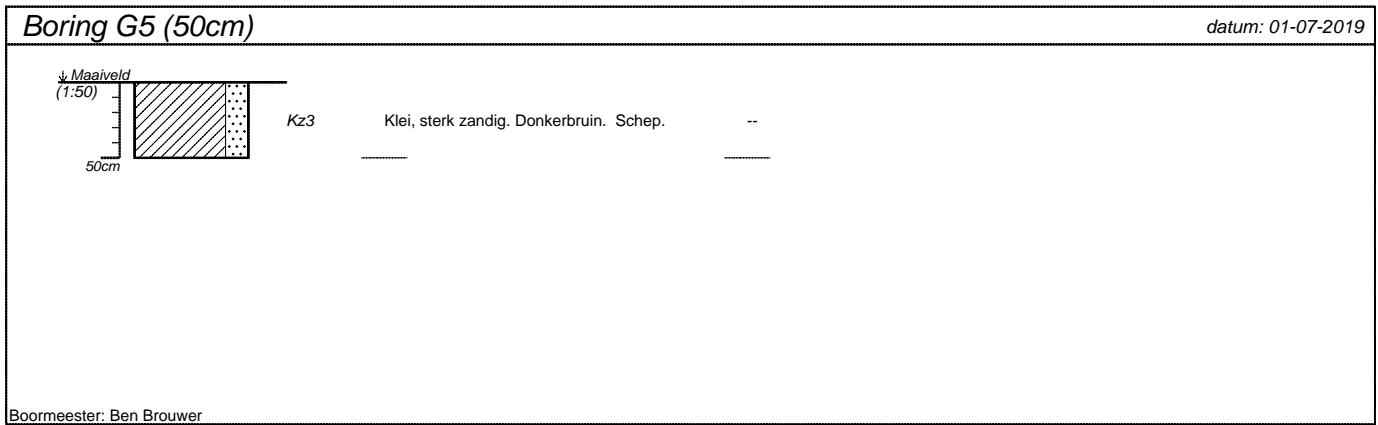 Boring G5 (50cm)
datum: 01-07-2019
Maaiveld
(1:50)
Kz3 Klei, sterk zandig. Donkerbruin. Schep. --
50cm
Boormeester: Ben Brouwer